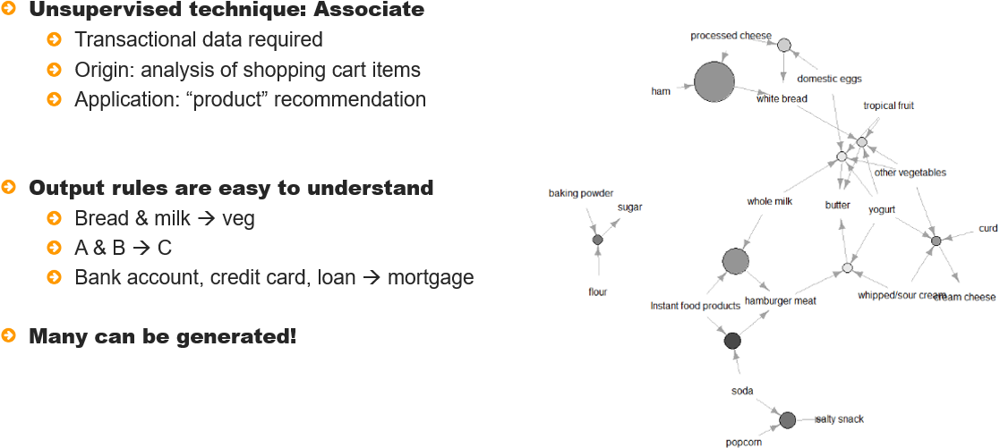 Unsupervised technique: Associate
Transactional data required
Origin: analysis of shopping cart items
Application: “product” recommendation
Output rules are easy to understand
Bread & milk → veg
A & B → C
Bank account, credit card, loan → mortgage
Many can be generated!
processed cheese
domestic eggs
ham
white bread
tropical fruit
other vegetables
baking powder
sugar
whole milk
butter
yogurt
curd
flour
Instant food products
hamburger meat
whipped/sour cream
cream cheese
soda
salty snack
popcorn